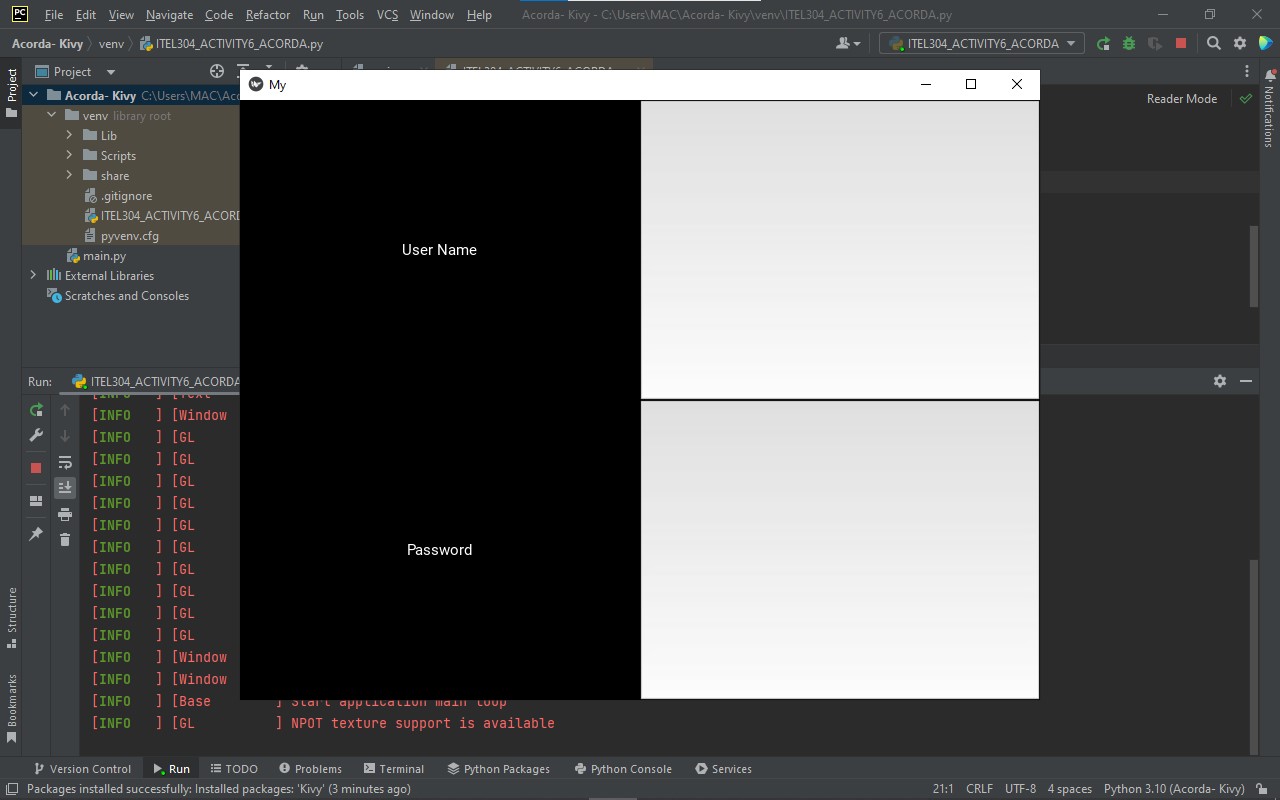 PC File Edit View Navigate Code Refactor Run Tools VCS Window Help Acorda- Kivy - C:\Users\MAC\Acorda- Kivy\venv\ITEL304_ACTIVITY6_ACORDA.py
Acorda- Kivy venv ITEL304_ACTIVITY6_ACORDA.py ITEL304_ACTIVITY6_ACORDA
Project
My
Acorda- Kivy C:\Users\MAC\Aco
Reader Mode
venv library root
Lib
Scripts
share
.gitignore
ITEL304_ACTIVITY6_ACORD
pyvenv.cfg
main.py
External Libraries
Scratches and Consoles
Project
Notifications
User Name
Password
Run: ITEL304_ACTIVITY6_ACORDA
[INFO ] [Text
[INFO ] [Window
[INFO ] [GL
[INFO ] [GL
[INFO ] [GL
[INFO ] [GL
[INFO ] [GL
[INFO ] [GL
[INFO ] [GL
[INFO ] [GL
[INFO ] [GL
[INFO ] [GL
[INFO ] [Window
[INFO ] [Window
[INFO ] [Base ] Start application main loop
[INFO ] [GL ] NPOT texture support is available
Structure
Bookmarks
Version Control Run TODO Problems Terminal Python Packages Python Console Services
Packages installed successfully: Installed packages: 'Kivy' (3 minutes ago) 21:1 CRLF UTF-8 4 spaces Python 3.10 (Acorda- Kivy)